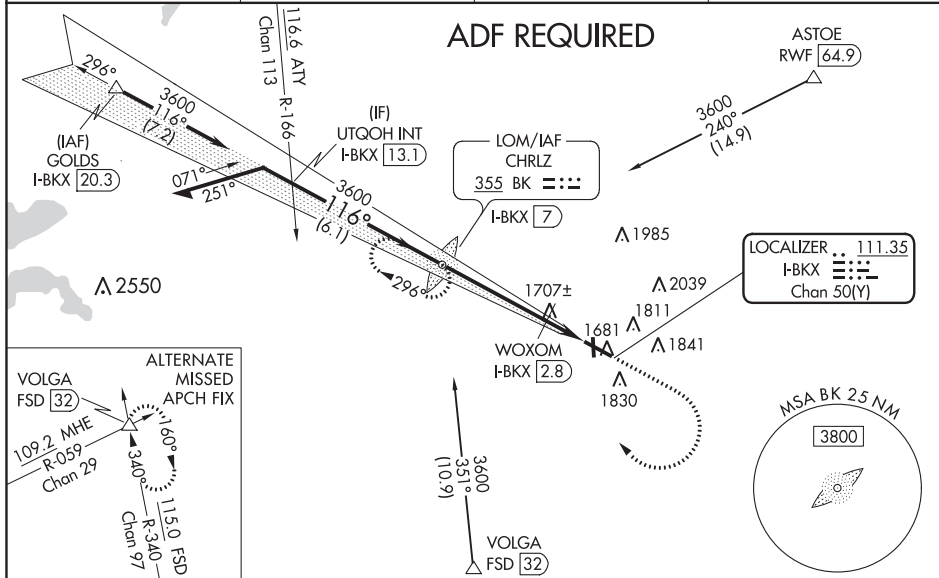 ADF REQUIRED
116.6 ATY
Chan 113
R-166
ASTOE
RWF 64.9
3600
240°
(14.9)
296°
3600
116°
(7.2)
(IAF)
GOLDS
I-BKX 20.3
(IF)
UTQOH INT
I-BKX 13.1
071°
251°
3600
116°
(6.1)
LOM/IAF
CHRLZ
355 BK
I-BKX 7
296°
1985
LOCALIZER 111.35
I-BKX
Chan 50(Y)
2550
2039
1707±
1811
1681
1841
WOXOM
I-BKX 2.8
1830
ALTERNATE
MISSED
APCH FIX
VOLGA
FSD 32
109.2 MHE
R-059
Chan 29
160°
340°
115.0 FSD
R-340
Chan 97
3600
351°
(10.9)
VOLGA
FSD 32
MSA BK 25 NM
3800